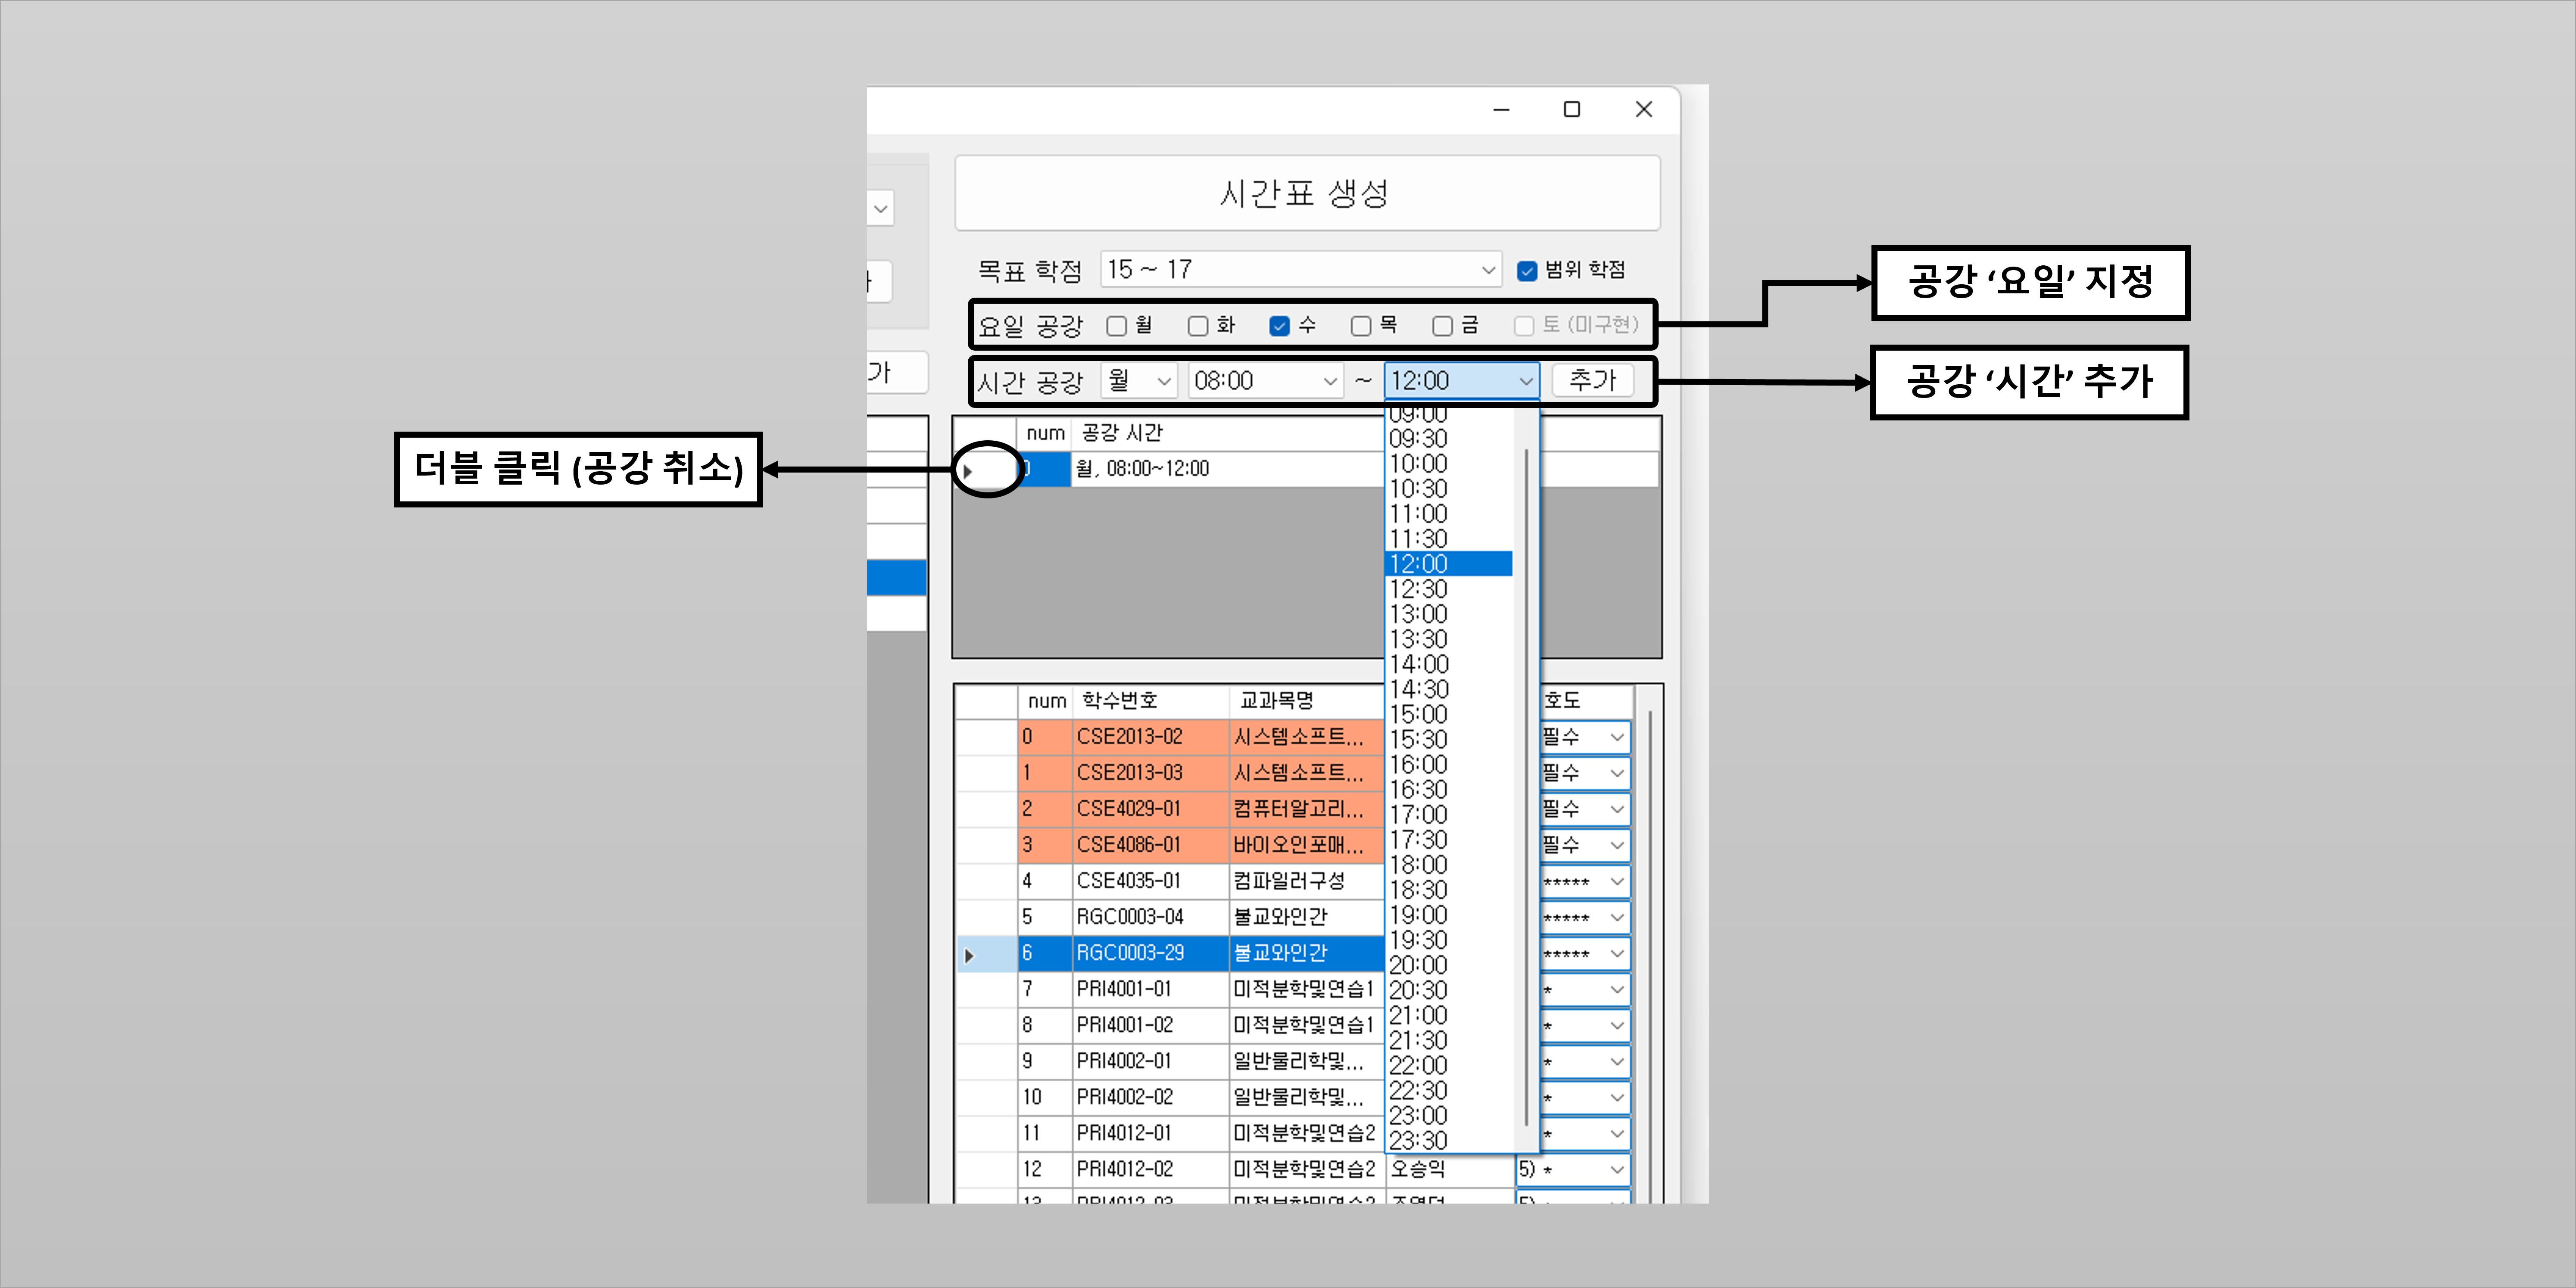 시간표 생성
목표 학점 15 ~ 17 범위 학점
요일 공강 월 화 수 목 금 토 (미구현)
공강 ‘요일’ 지정
시간 공강 월 08:00 ~ 12:00 추가
공강 ‘시간’ 추가
가
num 공강 시간
월, 08:00~12:00
더블 클릭 (공강 취소)
09:00
09:30
10:00
10:30
11:00
11:30
12:00
12:30
13:00
13:30
14:00
14:30
15:00
15:30
16:00
16:30
17:00
17:30
18:00
18:30
19:00
19:30
20:00
20:30
21:00
21:30
22:00
22:30
23:00
23:30
num 학수번호 교과목명 호도
0 CSE2013-02 시스템소프트... 필수
1 CSE2013-03 시스템소프트... 필수
2 CSE4029-01 컴퓨터알고리... 필수
3 CSE4086-01 바이오인포매... 필수
4 CSE4035-01 컴파일러구성 *****
5 RGC0003-04 불교와인간 *****
6 RGC0003-29 불교와인간 *****
7 PRI4001-01 미적분학및연습1 *
8 PRI4001-02 미적분학및연습1 *
9 PRI4002-01 일반물리학및... *
10 PRI4002-02 일반물리학및... *
11 PRI4012-01 미적분학및연습2 *
12 PRI4012-02 미적분학및연습2 오승익 5) *